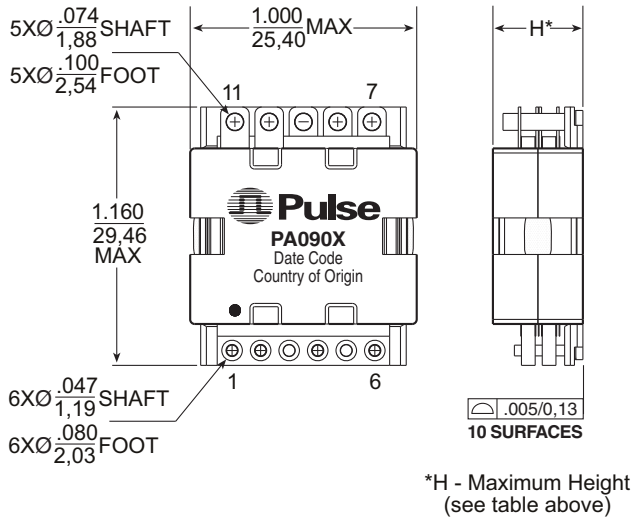 5XØ .074/1,88 SHAFT
5XØ .100/2,54 FOOT
1.000/25,40 MAX
H*
11 7
1.160/29,46 MAX
Pulse
PA090X
Date Code
Country of Origin
1 6
6XØ .047/1,19 SHAFT
6XØ .080/2,03 FOOT
.005/0,13
10 SURFACES
*H - Maximum Height
(see table above)